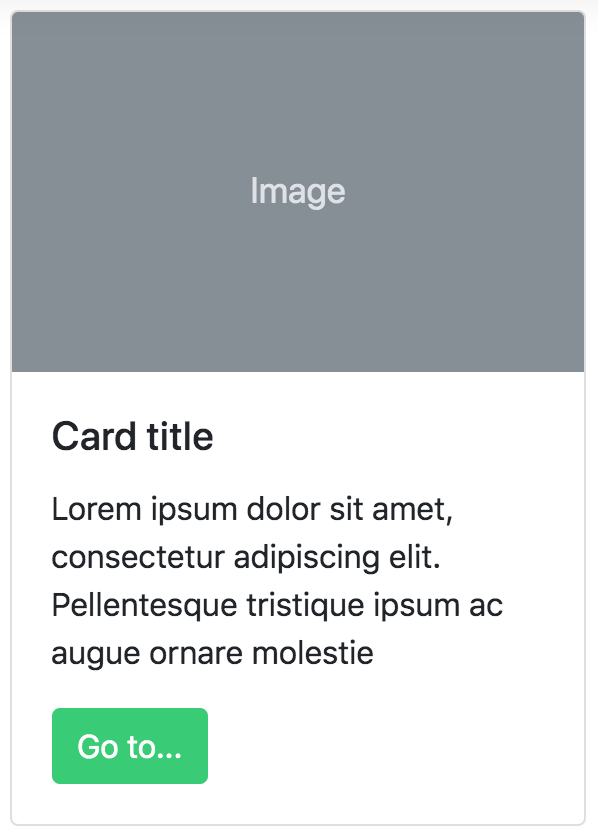 Image
Card title
Lorem ipsum dolor sit amet,
consectetur adipiscing elit.
Pellentesque tristique ipsum ac
augue ornare molestie
Go to...